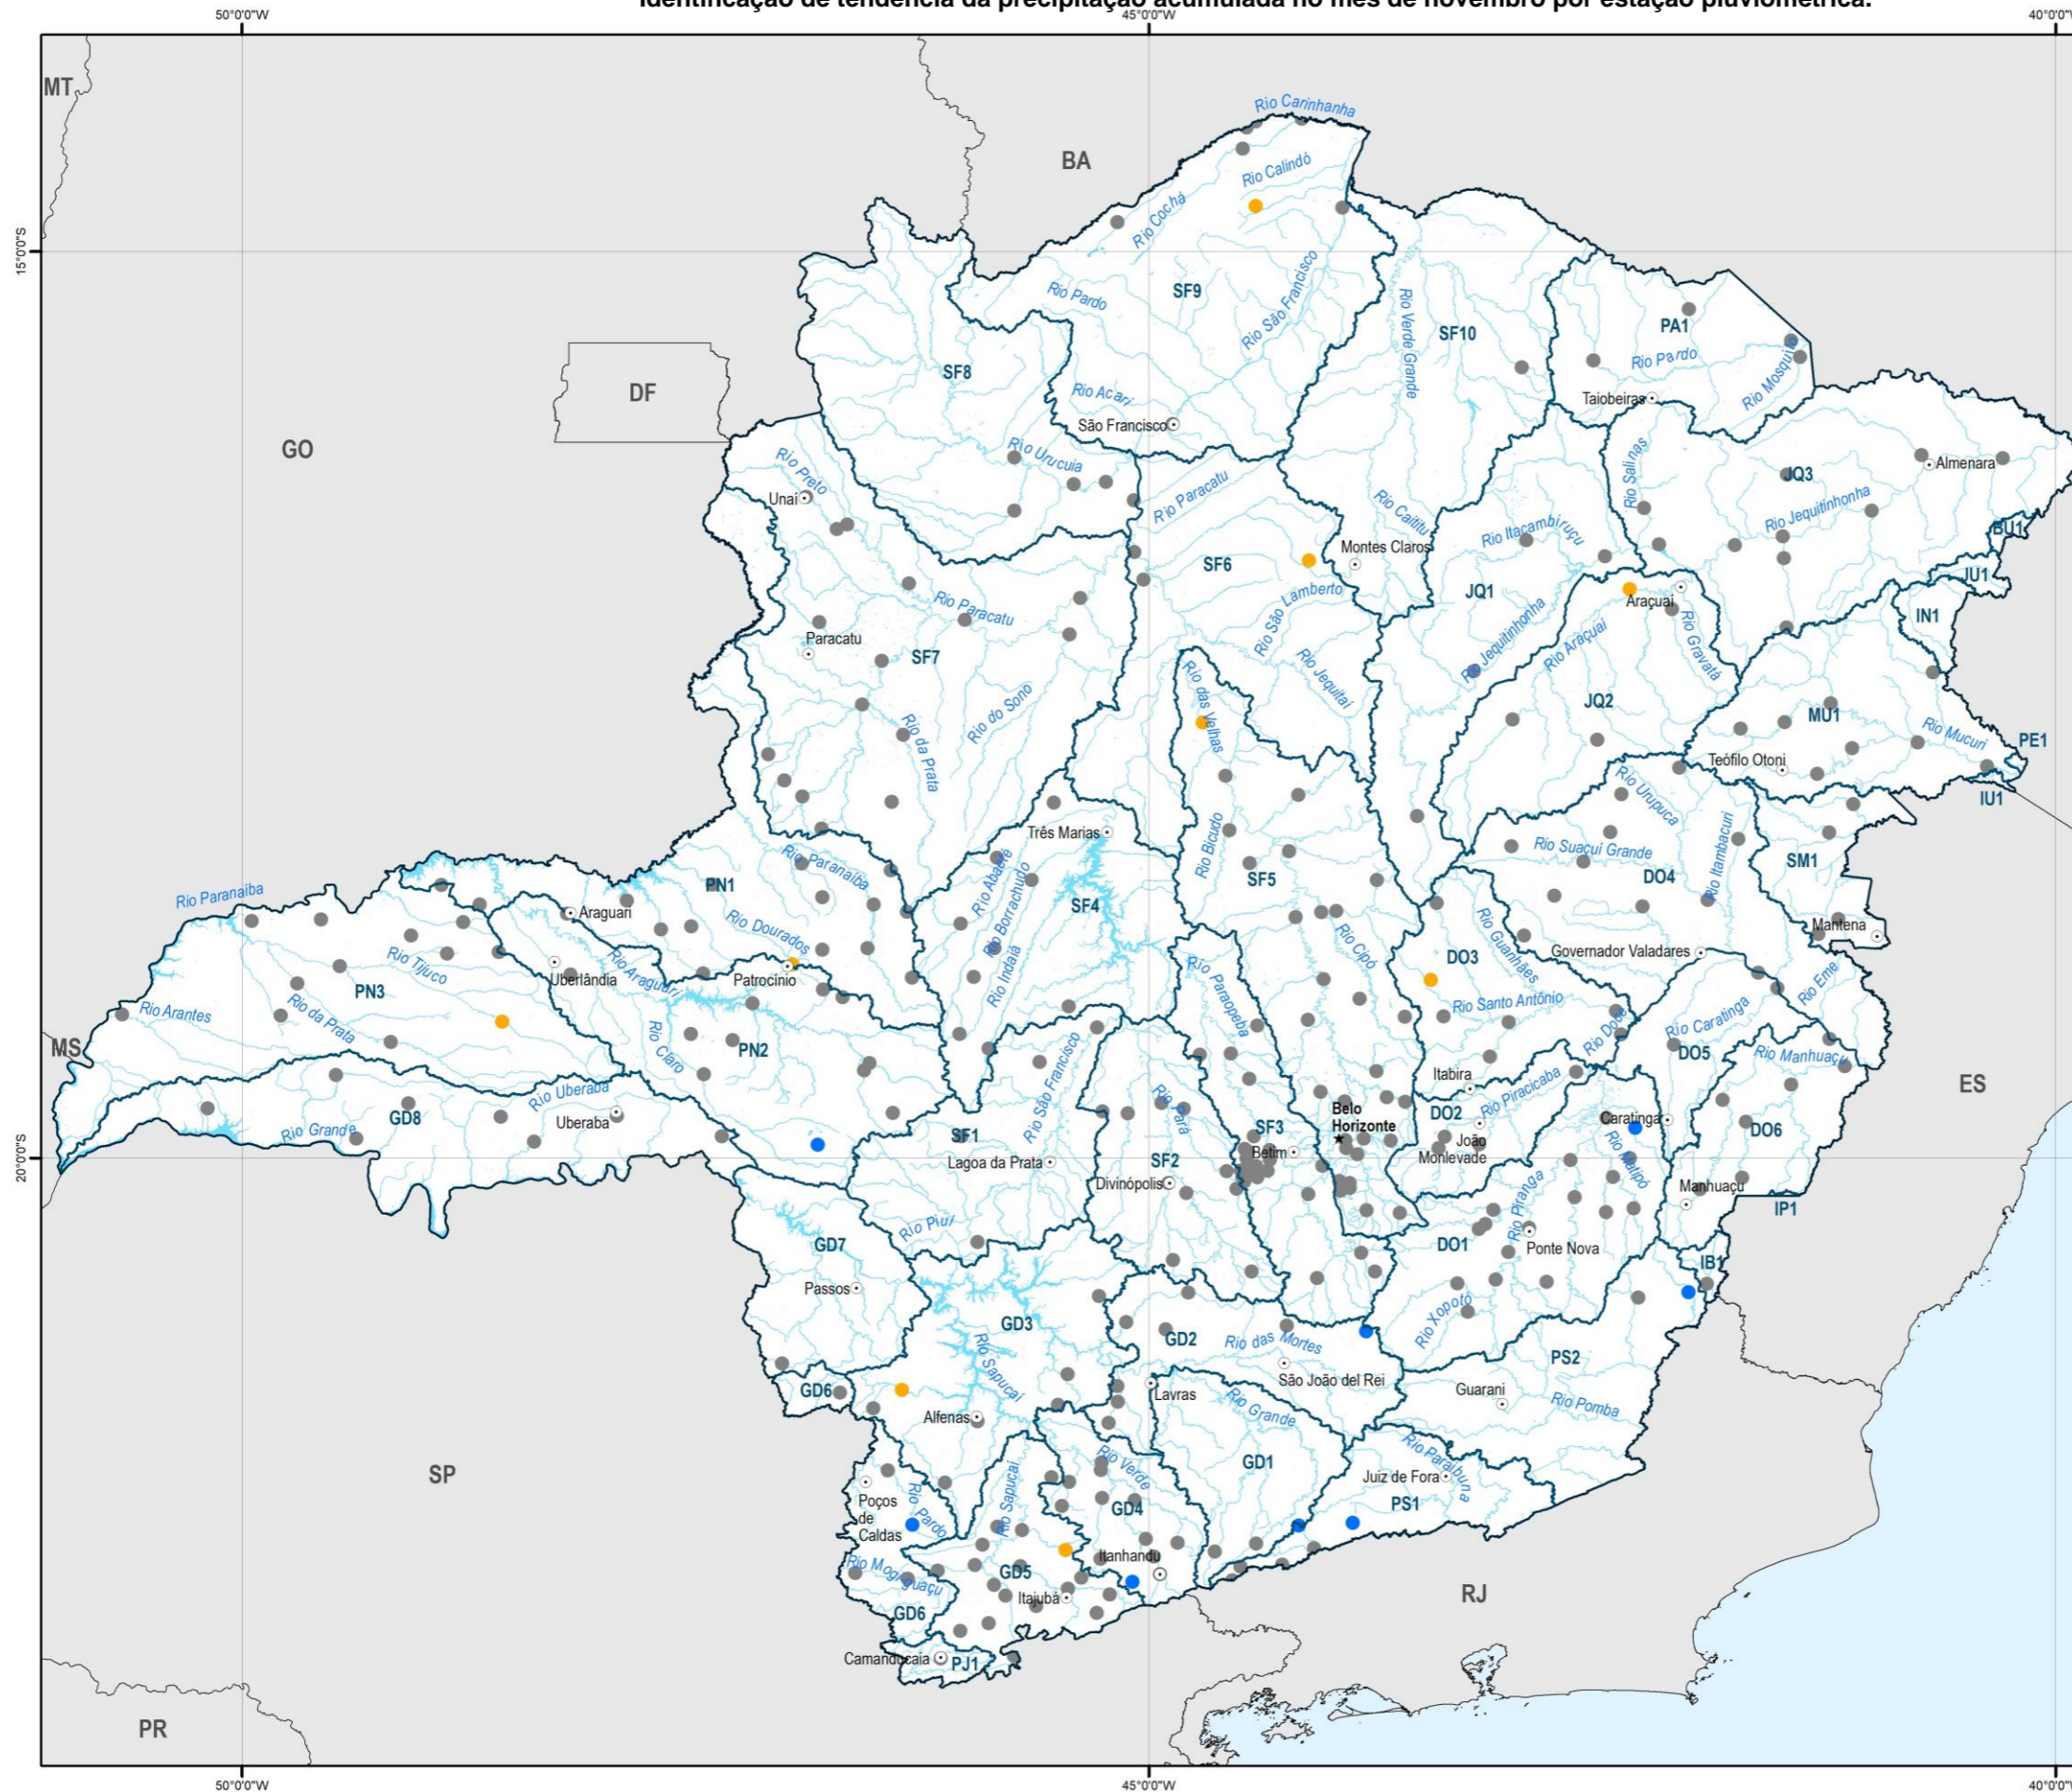 Identificação de tendência da precipitação acumulada no mês de novembro por estação pluviométrica.
50°0'0"W
45°0'0"W
40°0'0"W
MT
Rio Carinhanha
BA
Rio Calindó
Rio Cochá
15°0'0"S
SF9
Rio Pardo
Rio São Francisco
Rio Verde Grande
SF10
PA1
Rio Pardo
Rio Mosquito
SF8
DF
Rio Acari
São Francisco
Taiobeiras
GO
Rio Urucuia
Rio Preto
Unaí
Rio Paracatu
Rio Caititu
Rio Salinas
JQ3
Almenara
Rio Jequitinhonha
BU1
Rio Itacambiruçu
Montes Claros
SF6
JU1
JQ1
Rio São Lamberto
Araçuaí
IN1
Rio Paracatu
Paracatu
SF7
Rio Jequitinhonha
Rio Araçuaí
Rio Gravatá
Rio das Velhas
Rio Jequitaí
JQ2
Rio do Sono
Rio da Prata
MU1
Rio Mucuri
PE1
Teófilo Otoni
IU1
Rio Urupuca
Três Marias
Rio Bicudo
Rio Suaçuí Grande
Rio Itambacuri
SM1
Rio Paranaíba
Rio Abaeté
SF5
DO4
Rio Paranaíba
PN1
Rio Borrachudo
SF4
Araguari
Rio Dourados
Rio Cipó
Rio Guanhães
Mantena
Governador Valadares
Rio Tijuco
Uberlândia
Rio Araguari
Patrocínio
Rio Indaiá
Rio Paraopeba
DO3
Rio Eme
PN3
Rio da Prata
Rio Arantes
Rio Santo Antônio
Rio Doce
Rio Caratinga
MS
Rio Claro
PN2
Rio São Francisco
DO5
Rio Manhuaçu
ES
Itabira
Rio Uberaba
Uberaba
Rio Pará
Rio Piracicaba
Belo
Horizonte
DO2
Caratinga
GD8
Rio Grande
SF1
SF3
João
Monlevade
DO6
20°0'0"S
Lagoa da Prata
SF2
Betim
Rio Matipó
Divinópolis
Manhuaçu
IP1
Rio Piranga
Rio Piuí
GD7
DO1
Ponte Nova
IB1
Passos
GD3
Rio Xopotó
GD2
Rio das Mortes
PS2
Rio Sapucaí
São João del Rei
GD6
Lavras
Guarani
Rio Pomba
Alfenas
Rio Grande
Rio Paraibuna
SP
Rio Verde
GD1
Juiz de Fora
Poços
de
Caldas
Rio Pardo
Rio Sapucaí
GD4
PS1
Itanhandu
Rio Mogi-guaçu
GD5
Itajubá
RJ
GD6
Camanducaia
PJ1
PR
50°0'0"W
45°0'0"W
40°0'0"W